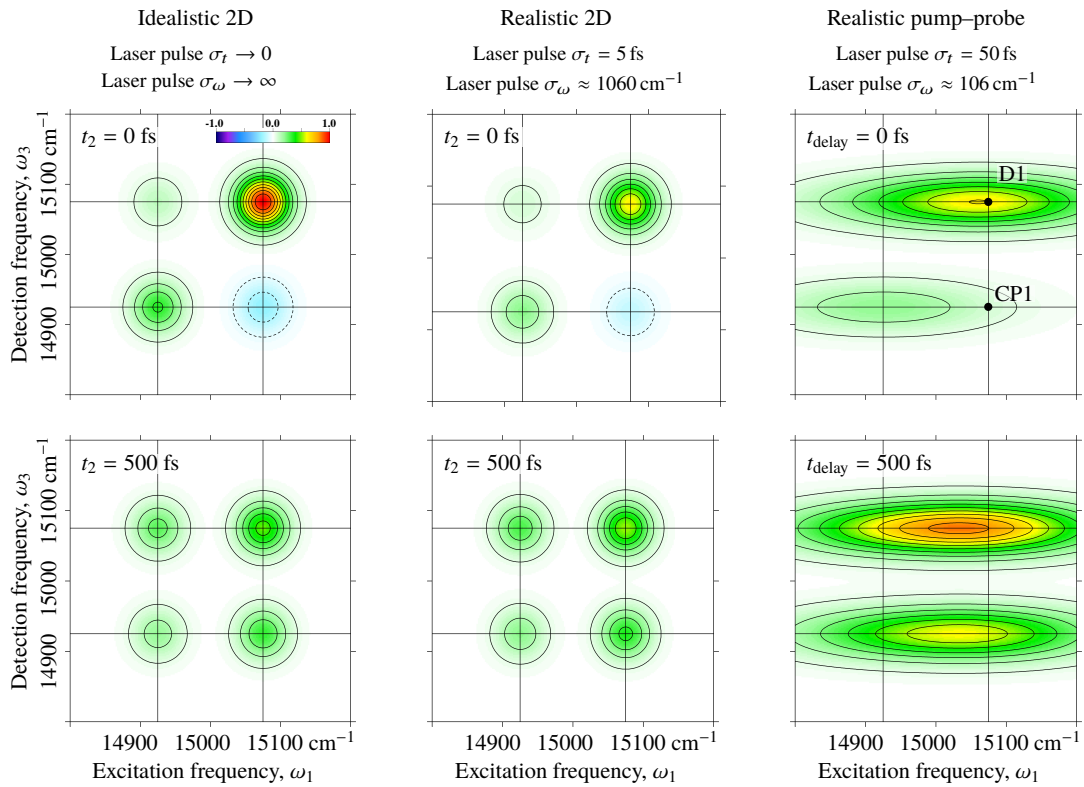 Idealistic 2D
Laser pulse σt → 0
Laser pulse σω → ∞
Realistic 2D
Laser pulse σt = 5 fs
Laser pulse σω ≈ 1060 cm−1
Realistic pump–probe
Laser pulse σt = 50 fs
Laser pulse σω ≈ 106 cm−1
t2 = 0 fs
-1.0 0.0 1.0
t2 = 0 fs
tdelay = 0 fs
D1
CP1
Detection frequency, ω3
14900 15000 15100 cm−1
t2 = 500 fs
t2 = 500 fs
tdelay = 500 fs
Detection frequency, ω3
14900 15000 15100 cm−1
14900 15000 15100 cm−1
Excitation frequency, ω1
14900 15000 15100 cm−1
Excitation frequency, ω1
14900 15000 15100 cm−1
Excitation frequency, ω1